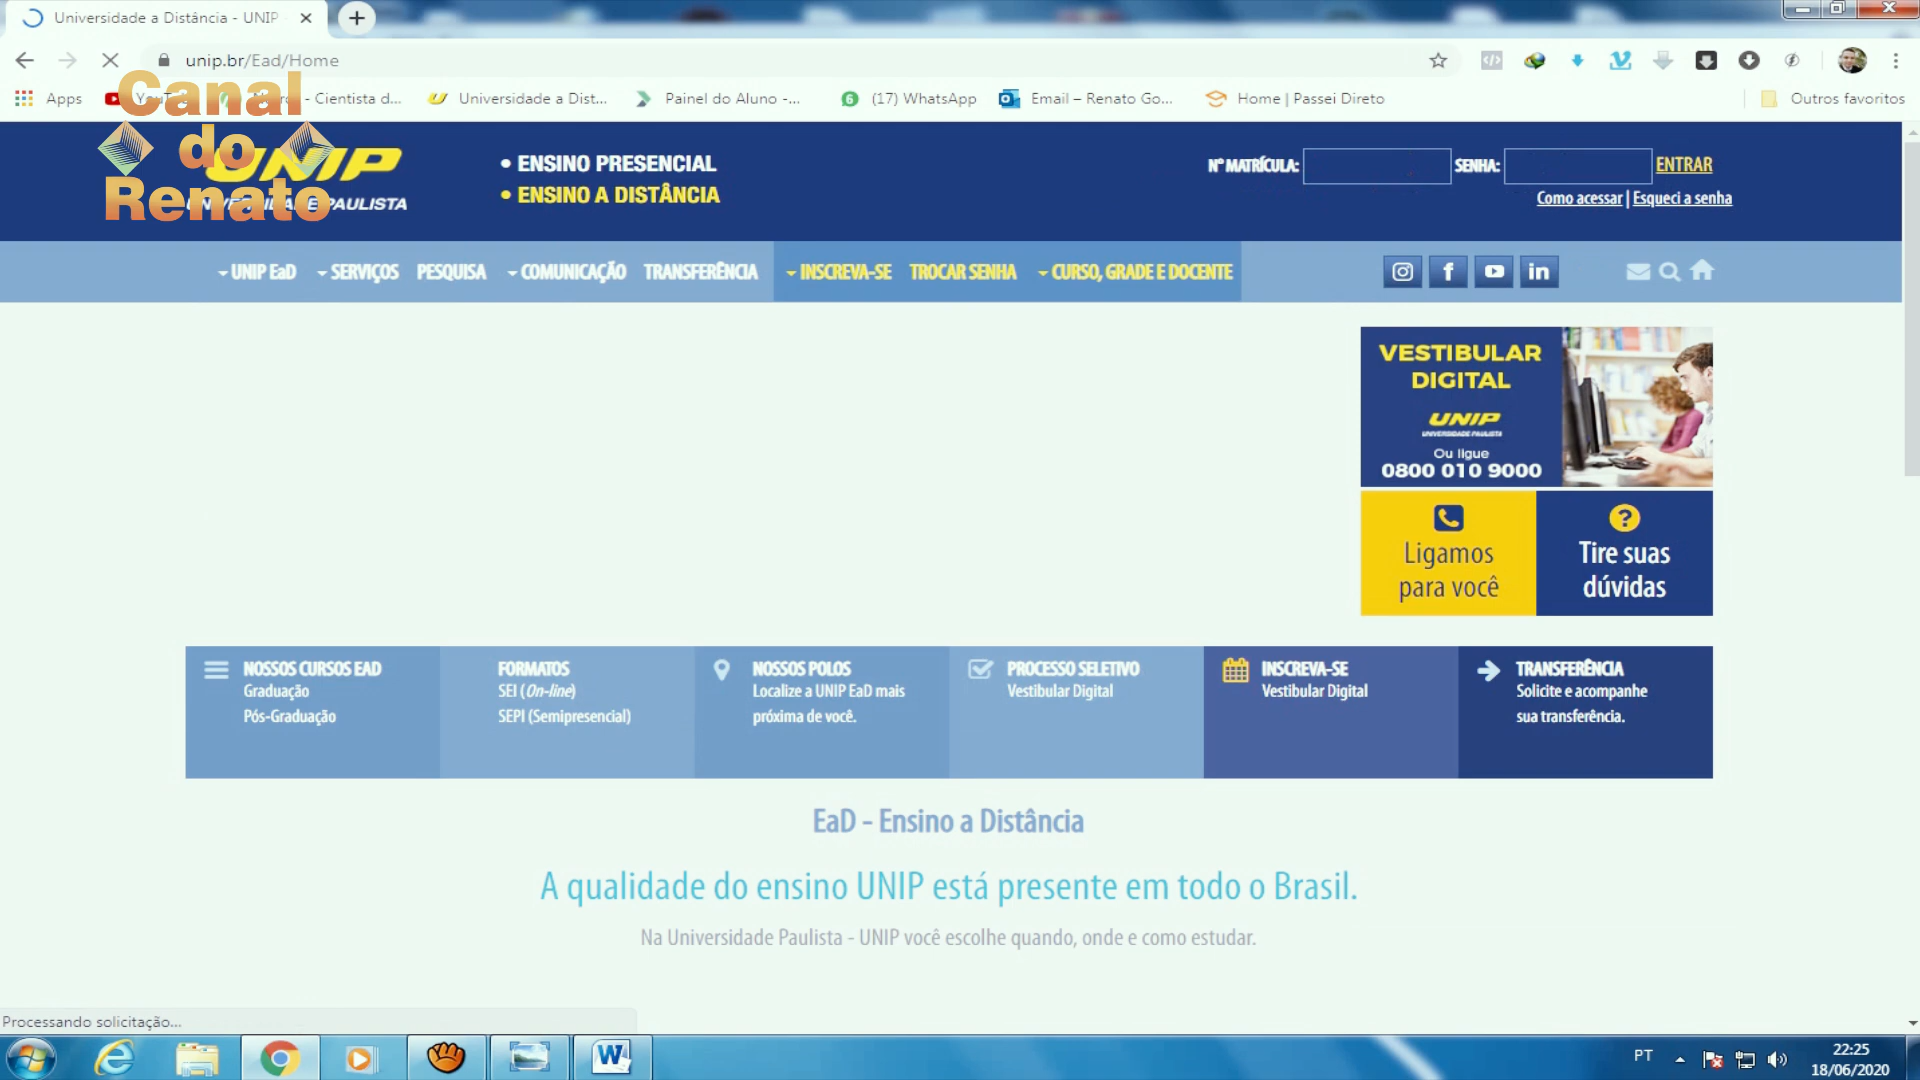 Universidade a Distância - UNIP
unip.br/Ead/Home
Apps
- Cientista d...
Universidade a Dist...
Painel do Aluno -...
(17) WhatsApp
Email – Renato Go...
Home | Passei Direto
Outros favoritos
Canal
do
Renato
UNIP
PAULISTA
• ENSINO PRESENCIAL
• ENSINO A DISTÂNCIA
Nº MATRÍCULA:
SENHA:
ENTRAR
Como acessar | Esqueci a senha
UNIP EaD
SERVIÇOS
PESQUISA
COMUNICAÇÃO
TRANSFERÊNCIA
INSCREVA-SE
TROCAR SENHA
CURSO, GRADE E DOCENTE
VESTIBULAR
DIGITAL
UNIP
UNIVERSIDADE PAULISTA
Ou ligue
0800 010 9000
Ligamos
para você
Tire suas
dúvidas
NOSSOS CURSOS EAD
Graduação
Pós-Graduação
FORMATOS
SEI (On-line)
SEPI (Semipresencial)
NOSSOS POLOS
Localize a UNIP EaD mais
próxima de você.
PROCESSO SELETIVO
Vestibular Digital
INSCREVA-SE
Vestibular Digital
TRANSFERÊNCIA
Solicite e acompanhe
sua transferência.
EaD - Ensino a Distância
A qualidade do ensino UNIP está presente em todo o Brasil.
Na Universidade Paulista - UNIP você escolhe quando, onde e como estudar.
Processando solicitação...
PT
22:25
18/06/2020